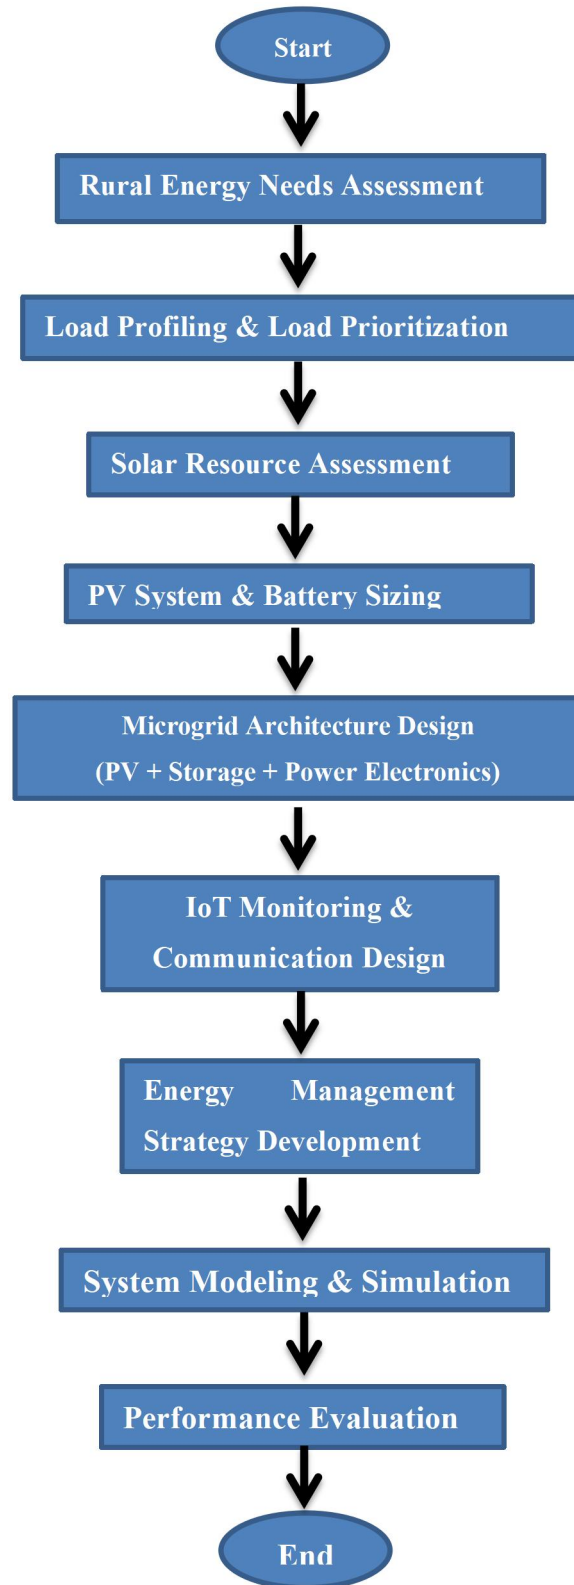 Start
Rural Energy Needs Assessment
Load Profiling & Load Prioritization
Solar Resource Assessment
PV System & Battery Sizing
Microgrid Architecture Design
(PV + Storage + Power Electronics)
IoT Monitoring &
Communication Design
Energy Management
Strategy Development
System Modeling & Simulation
Performance Evaluation
End